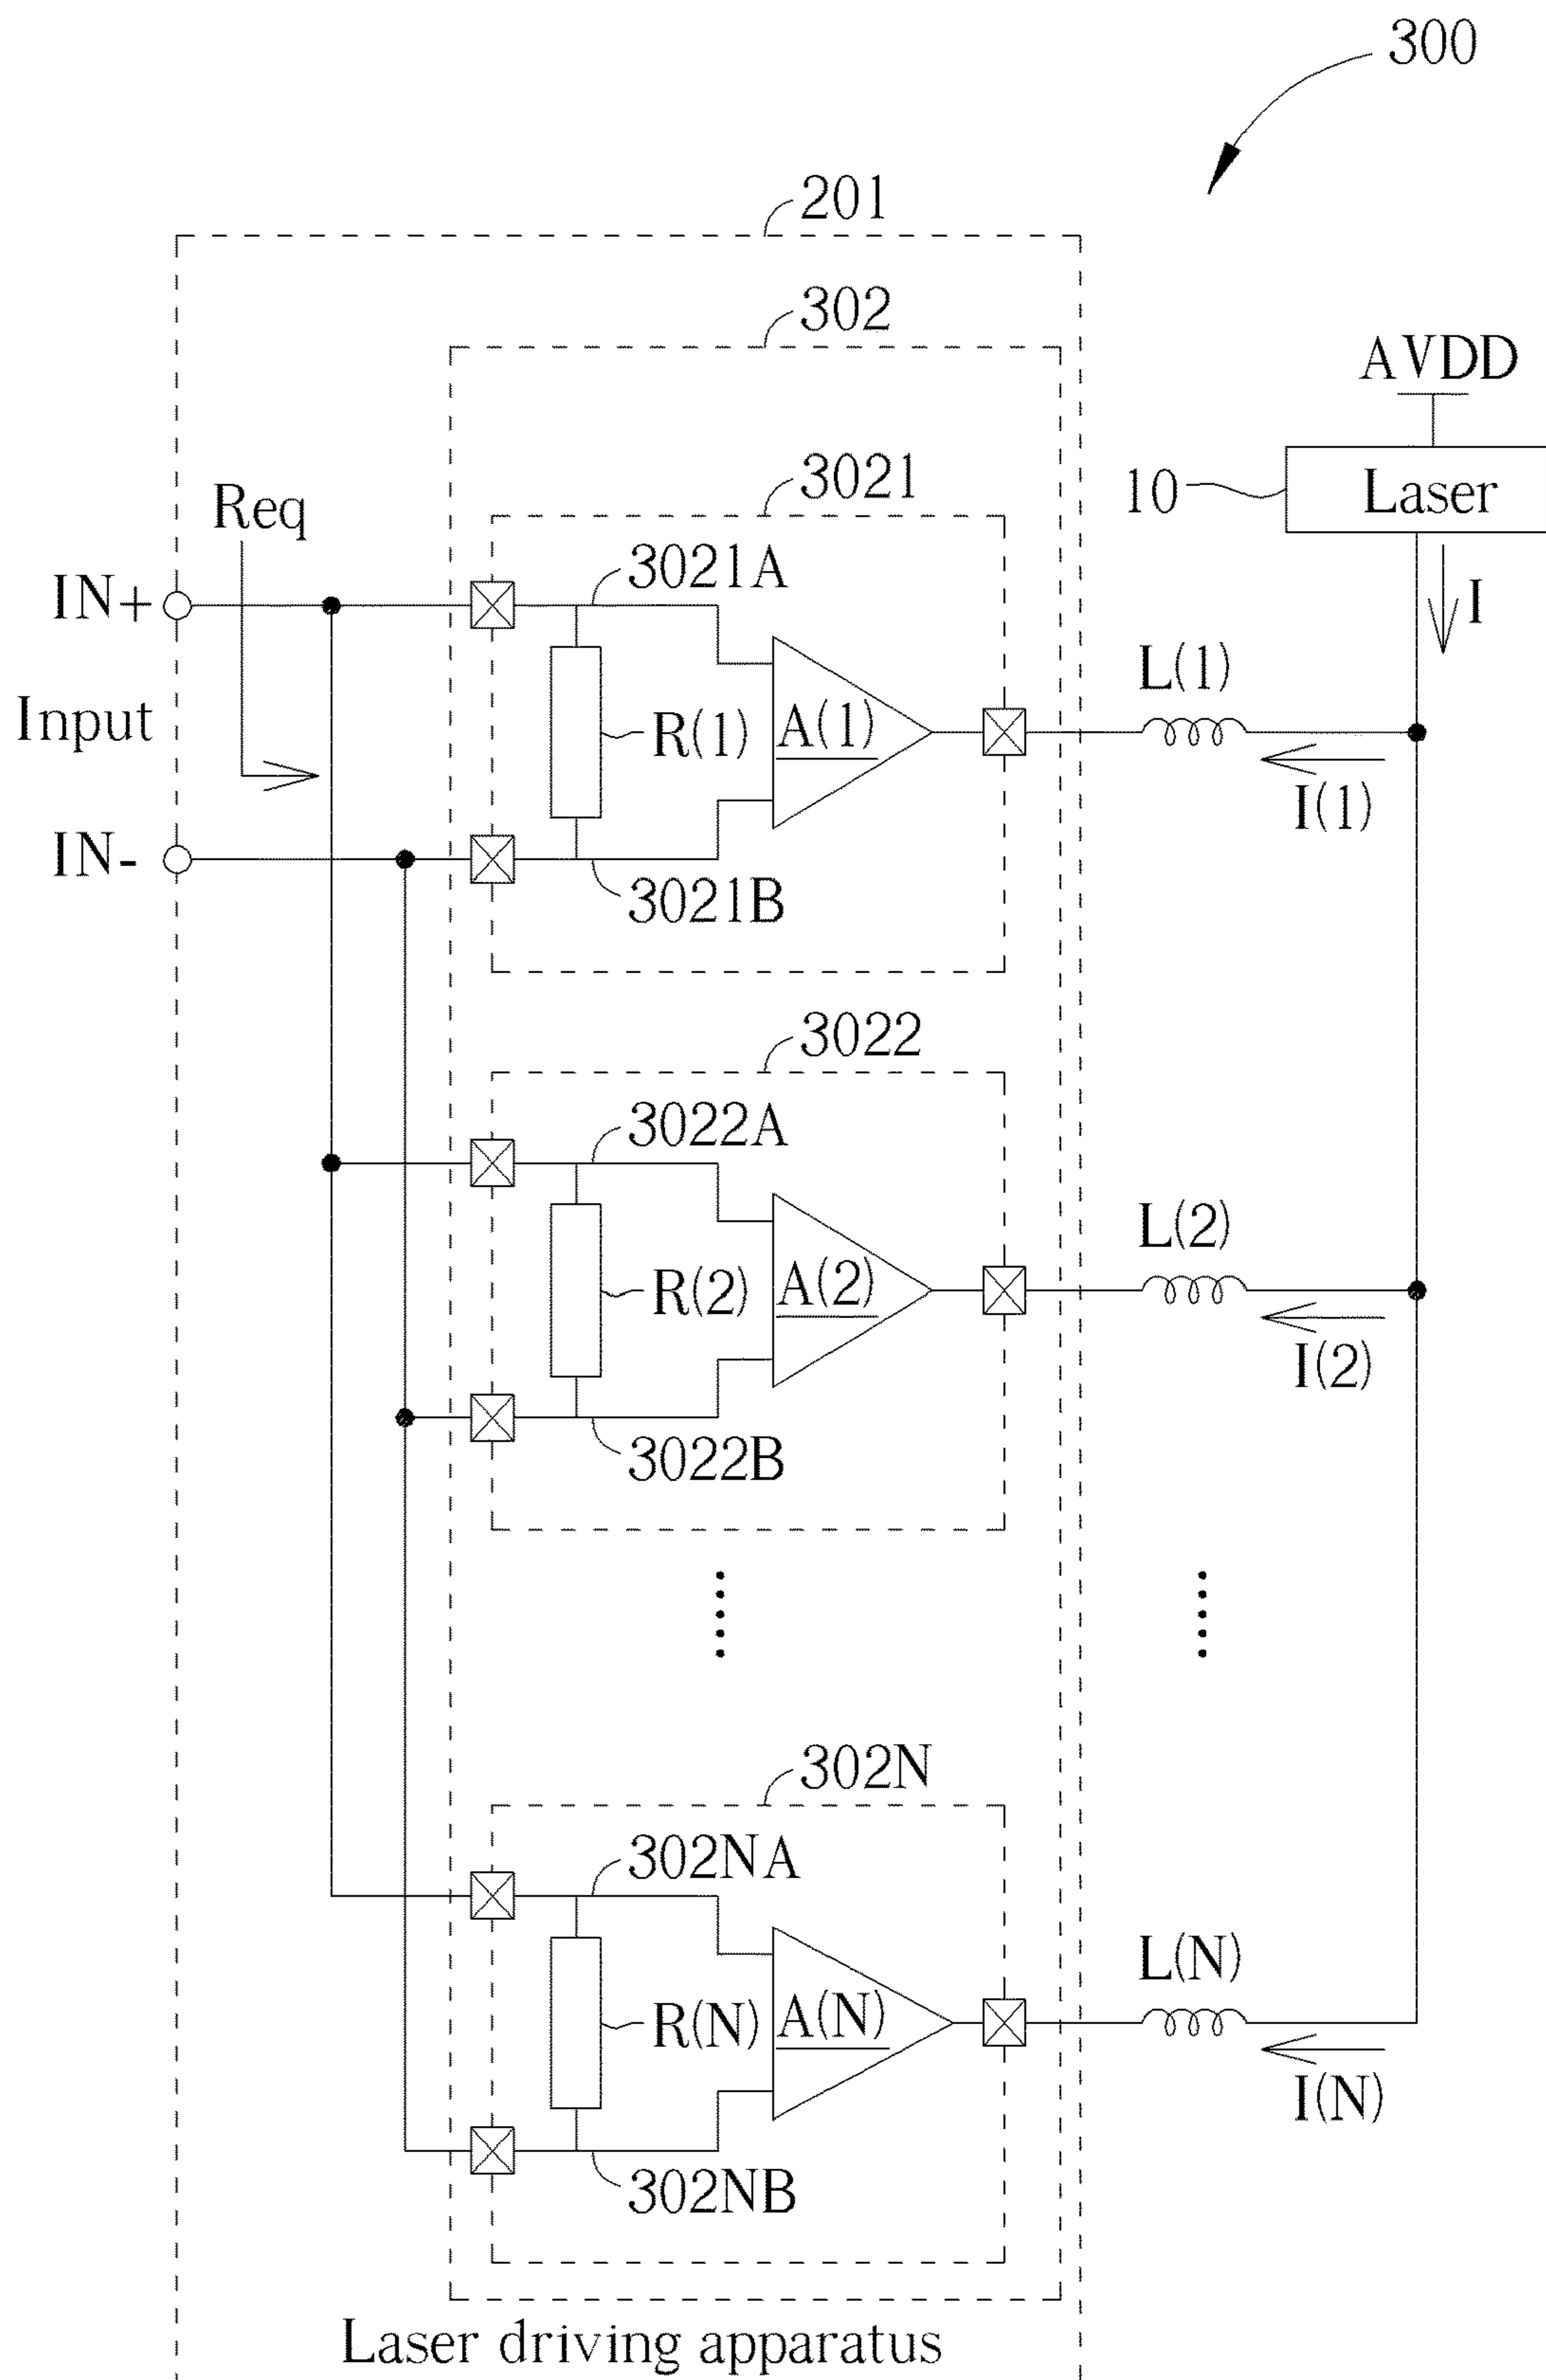 300
201
302
AVDD
3021
10
Laser
Req
3021A
IN+
I
L(1)
Input
R(1)
A(1)
I(1)
IN-
3021B
3022
3022A
L(2)
R(2)
A(2)
I(2)
3022B
302N
302NA
L(N)
R(N)
A(N)
I(N)
302NB
Laser driving apparatus